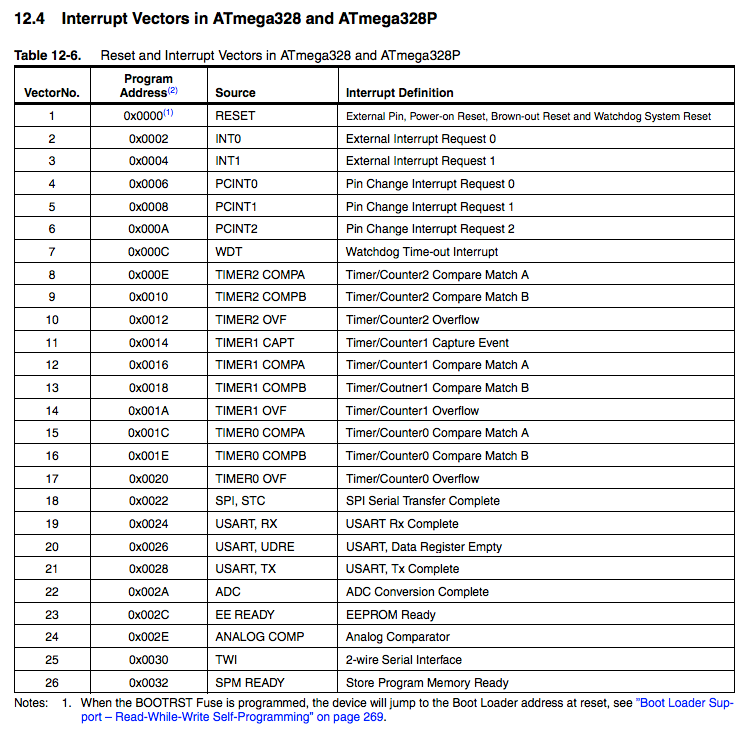 12.4 Interrupt Vectors in ATmega328 and ATmega328P
Table 12-6. Reset and Interrupt Vectors in ATmega328 and ATmega328P
VectorNo. Program Address(2) Source Interrupt Definition
1 0x0000(1) RESET External Pin, Power-on Reset, Brown-out Reset and Watchdog System Reset
2 0x0002 INT0 External Interrupt Request 0
3 0x0004 INT1 External Interrupt Request 1
4 0x0006 PCINT0 Pin Change Interrupt Request 0
5 0x0008 PCINT1 Pin Change Interrupt Request 1
6 0x000A PCINT2 Pin Change Interrupt Request 2
7 0x000C WDT Watchdog Time-out Interrupt
8 0x000E TIMER2 COMPA Timer/Counter2 Compare Match A
9 0x0010 TIMER2 COMPB Timer/Counter2 Compare Match B
10 0x0012 TIMER2 OVF Timer/Counter2 Overflow
11 0x0014 TIMER1 CAPT Timer/Counter1 Capture Event
12 0x0016 TIMER1 COMPA Timer/Counter1 Compare Match A
13 0x0018 TIMER1 COMPB Timer/Coutner1 Compare Match B
14 0x001A TIMER1 OVF Timer/Counter1 Overflow
15 0x001C TIMER0 COMPA Timer/Counter0 Compare Match A
16 0x001E TIMER0 COMPB Timer/Counter0 Compare Match B
17 0x0020 TIMER0 OVF Timer/Counter0 Overflow
18 0x0022 SPI, STC SPI Serial Transfer Complete
19 0x0024 USART, RX USART Rx Complete
20 0x0026 USART, UDRE USART, Data Register Empty
21 0x0028 USART, TX USART, Tx Complete
22 0x002A ADC ADC Conversion Complete
23 0x002C EE READY EEPROM Ready
24 0x002E ANALOG COMP Analog Comparator
25 0x0030 TWI 2-wire Serial Interface
26 0x0032 SPM READY Store Program Memory Ready
Notes: 1. When the BOOTRST Fuse is programmed, the device will jump to the Boot Loader address at reset, see "Boot Loader Sup-
port – Read-While-Write Self-Programming" on page 269.